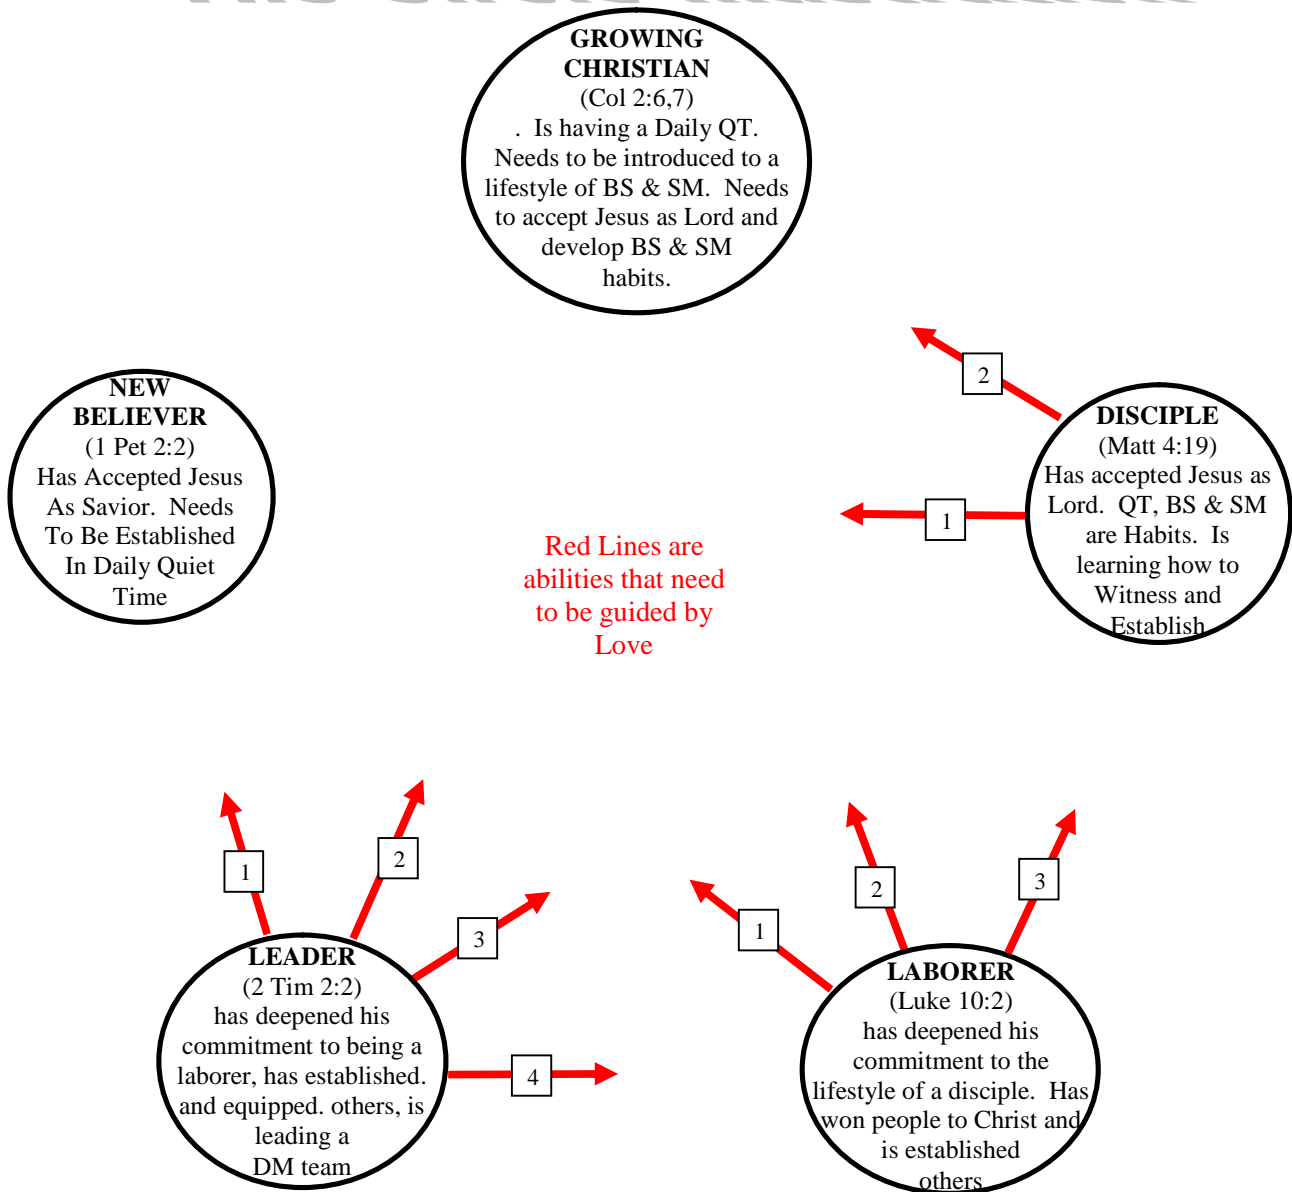 GROWING
CHRISTIAN
(Col 2:6,7)
. Is having a Daily QT.
Needs to be introduced to a
lifestyle of BS & SM. Needs
to accept Jesus as Lord and
develop BS & SM
habits.
2
NEW
BELIEVER
(1 Pet 2:2)
Has Accepted Jesus
As Savior. Needs
To Be Established
In Daily Quiet
Time
DISCIPLE
(Matt 4:19)
Has accepted Jesus as
Lord. QT, BS & SM
are Habits. Is
learning how to
Witness and
Establish
1
Red Lines are
abilities that need
to be guided by
Love
1
2
3
4
LEADER
(2 Tim 2:2)
has deepened his
commitment to being a
laborer, has established.
and equipped. others, is
leading a
DM team
1
2
3
LABORER
(Luke 10:2)
has deepened his
commitment to the
lifestyle of a disciple. Has
won people to Christ and
is established
others